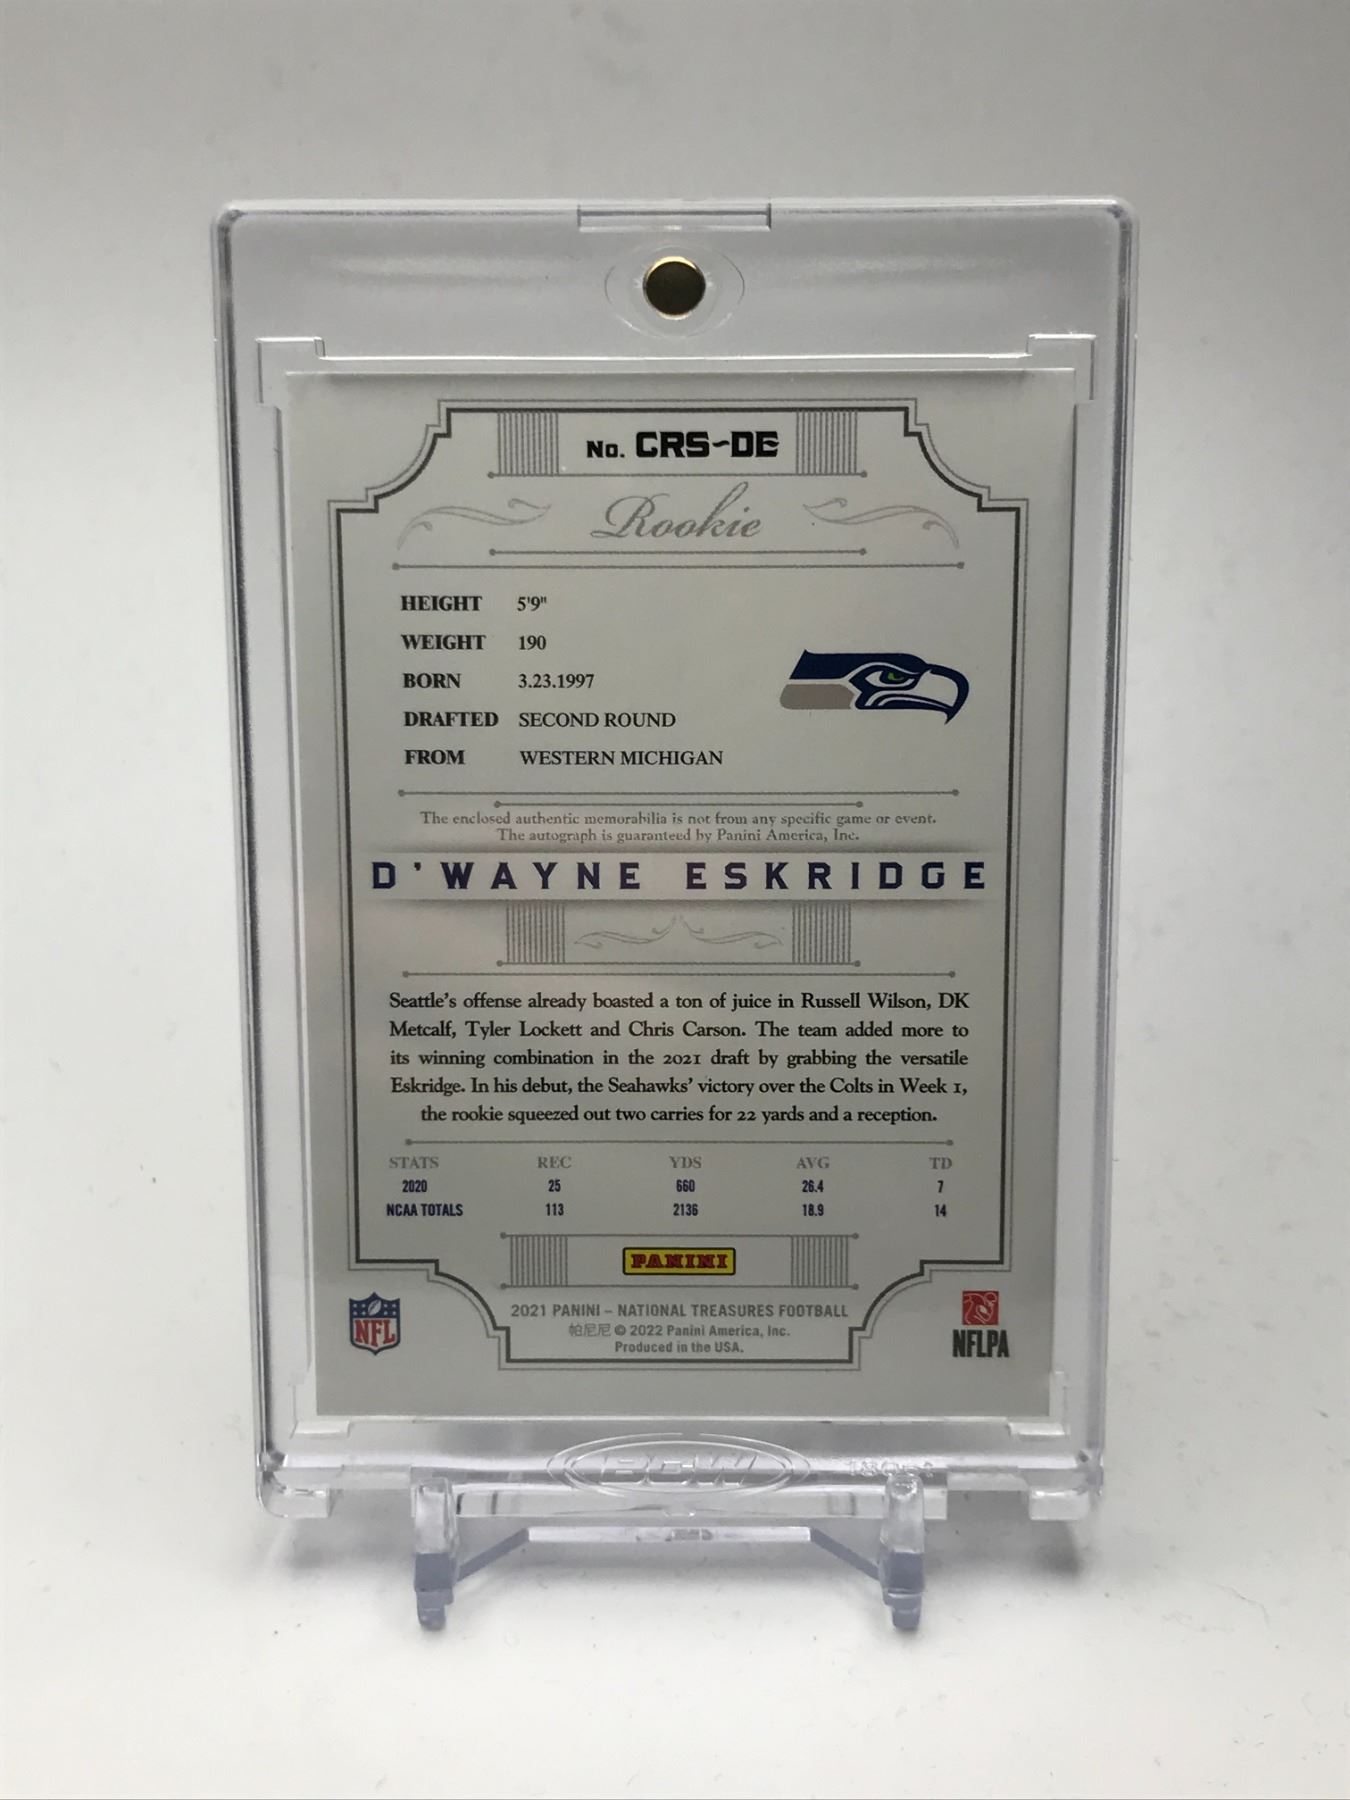 No. CRS-DE
Rookie
HEIGHT 5'9"
WEIGHT 190
BORN 3.23.1997
DRAFTED SECOND ROUND
FROM WESTERN MICHIGAN
The enclosed authentic memorabilia is not from any specific game or event.
The autograph is guaranteed by Panini America, Inc.
D'WAYNE ESKRIDGE
Seattle's offense already boasted a ton of juice in Russell Wilson, DK
Metcalf, Tyler Lockett and Chris Carson. The team added more to
its winning combination in the 2021 draft by grabbing the versatile
Eskridge. In his debut, the Seahawks' victory over the Colts in Week 1,
the rookie squeezed out two carries for 22 yards and a reception.
STATS REC YDS AVG TD
2020 25 660 26.4 7
NCAA TOTALS 113 2136 18.9 14
PANINI
2021 PANINI – NATIONAL TREASURES FOOTBALL
帕尼尼 © 2022 Panini America, Inc.
Produced in the USA.
NFL
NFLPA
BCW